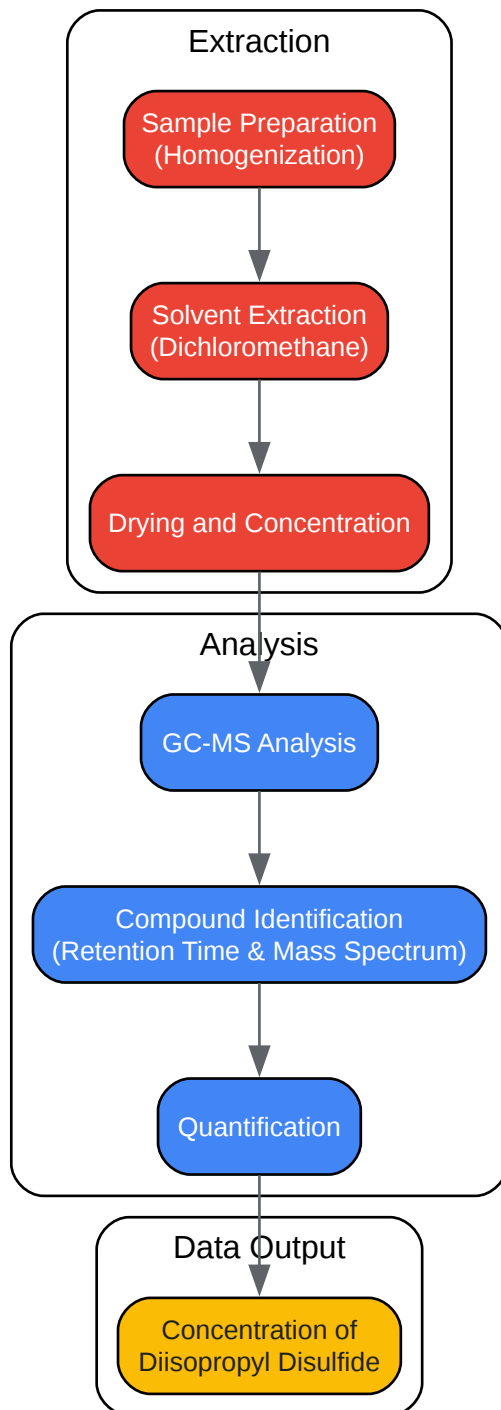 Extraction
Sample Preparation
(Homogenization)
Solvent Extraction
(Dichloromethane)
Drying and Concentration
Analysis
GC-MS Analysis
Compound Identification
(Retention Time & Mass Spectrum)
Quantification
Data Output
Concentration of
Diisopropyl Disulfide